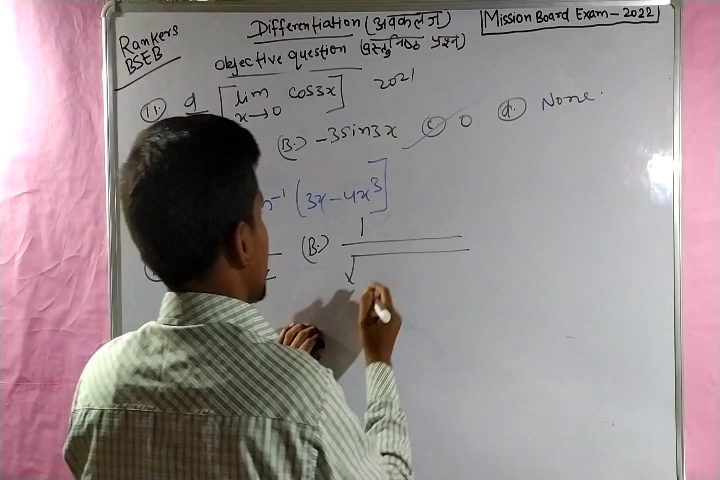 Rankers
BSEB
Differentiation (अवकलज)
Mission Board Exam - 2022
objective question (वस्तुनिष्ठ प्रश्न)
11. d [lim x→0 cos3x] 2021
(B.) -3sin3x (c.) 0 (d.) None.
n⁻¹ (3x-4x³]
(B.) 1
√